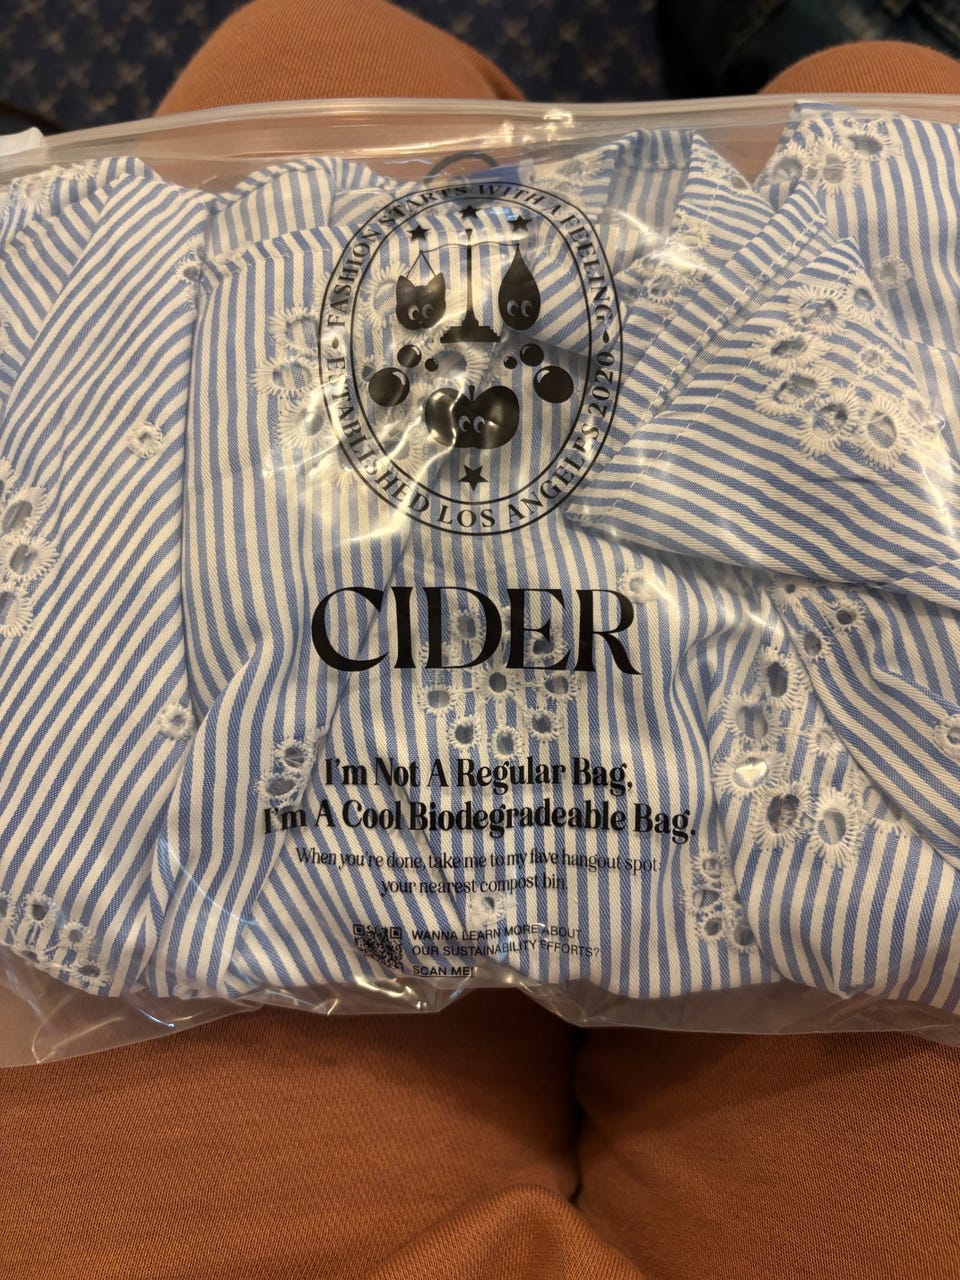 • FASHION STARTS WITH A FEELING •
ESTABLISHED LOS ANGELES 2020
CIDER
I'm Not A Regular Bag,
I'm A Cool Biodegradeable Bag.
When you're done, take me to my fave hangout spot:
your nearest compost bin.
WANNA LEARN MORE ABOUT
OUR SUSTAINABILITY EFFORTS?
SCAN ME!